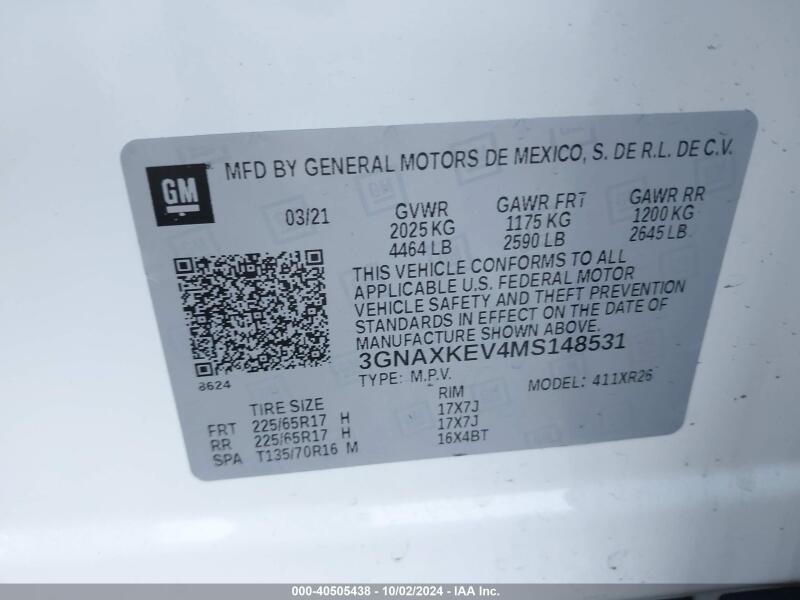 GM
MFD BY GENERAL MOTORS DE MEXICO, S. DE R.L. DE C.V.
03/21 GVWR GAWR FRT GAWR RR
2025 KG 1175 KG 1200 KG
4464 LB 2590 LB 2645 LB
THIS VEHICLE CONFORMS TO ALL
APPLICABLE U.S. FEDERAL MOTOR
VEHICLE SAFETY AND THEFT PREVENTION
STANDARDS IN EFFECT ON THE DATE OF
MANUFACTURE SHOWN ABOVE.
3GNAXKEV4MS148531
8624
TYPE: M.P.V. MODEL: 411XR26
TIRE SIZE RIM
FRT 225/65R17 H 17X7J
RR 225/65R17 H 17X7J
SPA T135/70R16 M 16X4BT
000-40505438 - 10/02/2024 - IAA Inc.